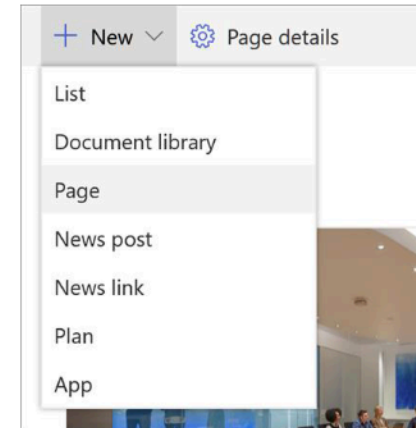 New
Page details
List
Document library
Page
News post
News link
Plan
App